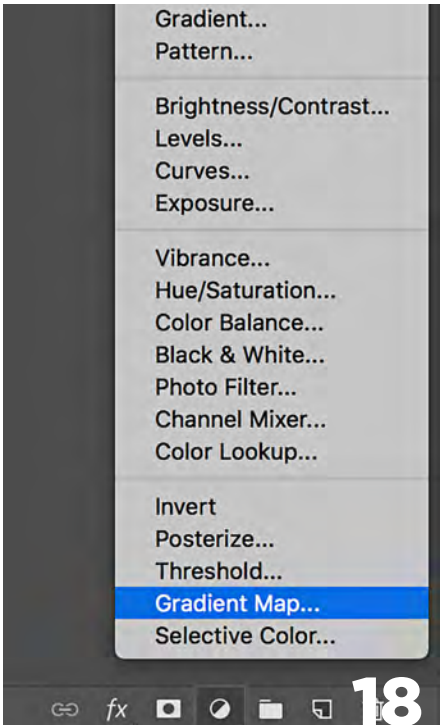 Gradient...
Pattern...
Brightness/Contrast...
Levels...
Curves...
Exposure...
Vibrance...
Hue/Saturation...
Color Balance...
Black & White...
Photo Filter...
Channel Mixer...
Color Lookup...
Invert
Posterize...
Threshold...
Gradient Map...
Selective Color...
fx
18